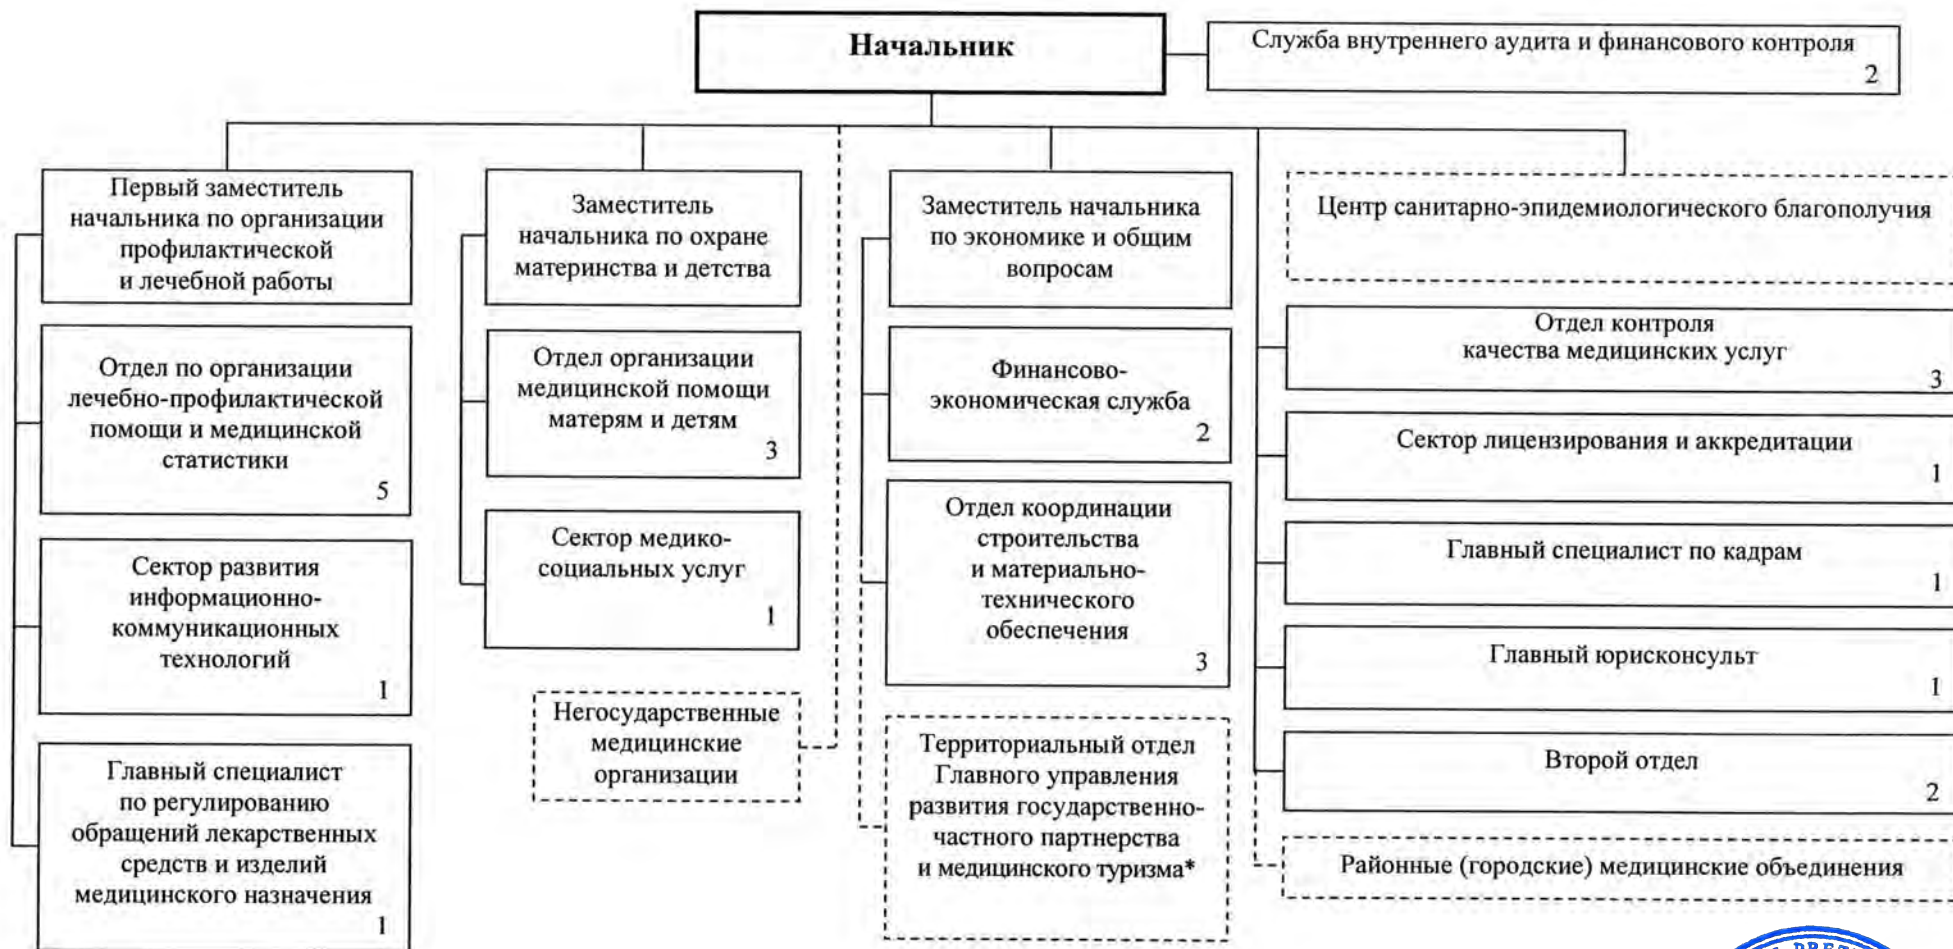 Начальник
Служба внутреннего аудита и финансового контроля
2
Первый заместитель
начальника по организации
профилактической
и лечебной работы
Отдел по организации
лечебно-профилактической
помощи и медицинской
статистики
5
Сектор развития
информационно-
коммуникационных
технологий
1
Главный специалист
по регулированию
обращений лекарственных
средств и изделий
медицинского назначения
1
Заместитель
начальника по охране
материнства и детства
Отдел организации
медицинской помощи
матерям и детям
3
Сектор медико-
социальных услуг
1
Негосударственные
медицинские
организации
Заместитель начальника
по экономике и общим
вопросам
Финансово-
экономическая служба
2
Отдел координации
строительства
и материально-
технического
обеспечения
3
Территориальный отдел
Главного управления
развития государственно-
частного партнерства
и медицинского туризма*
Центр санитарно-эпидемиологического благополучия
Отдел контроля
качества медицинских услуг
3
Сектор лицензирования и аккредитации
1
Главный специалист по кадрам
1
Главный юрисконсульт
1
Второй отдел
2
Районные (городские) медицинские объединения